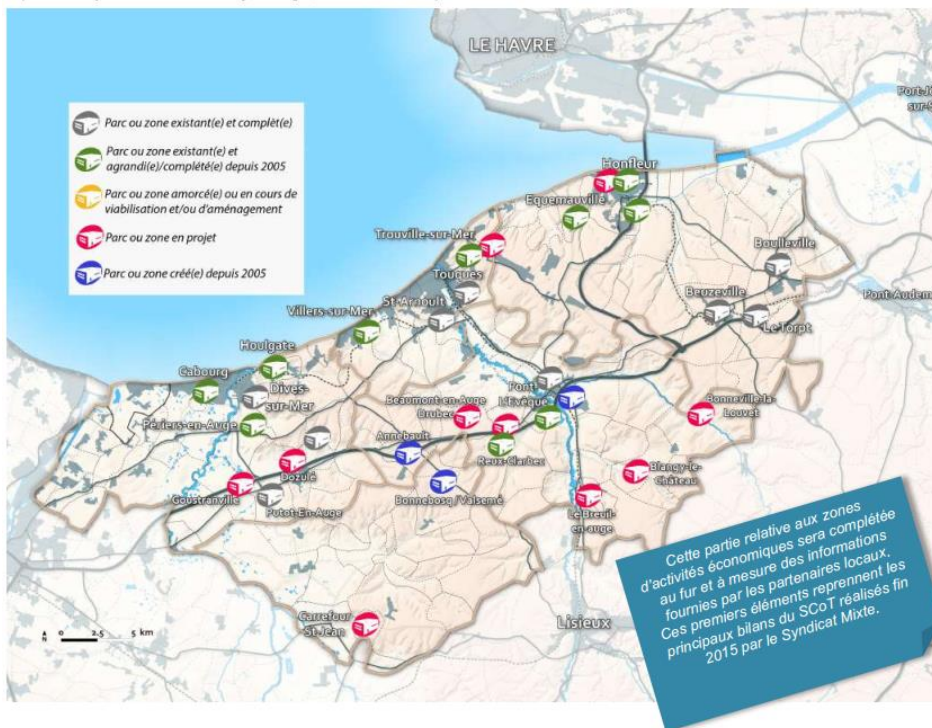 LE HAVRE
Parc ou zone existant(e) et complèt(e)
Parc ou zone existant(e) et
agrandi(e)/complété(e) depuis 2005
Parc ou zone amorcé(e) ou en cours de
viabilisation et/ou d'aménagement
Parc ou zone en projet
Parc ou zone créé(e) depuis 2005
Honfleur
Equemauville
Trouville-sur-Mer
Touques
Boulleville
St Arnoult
Beuzeville
Pont-Audem
Le Torpt
Villers-sur-Mer
Houlgate
Cabourg
Dives-
sur-Mer
Pont
L'Evêque
Beaumont-en-Auge
Drubec
Bonneville-la-
Louvet
Périers-en-Auge
Annebault
Reux-Clarbec
Dozulé
Blangy-le-
Château
Goustranville
Putot-En-Auge
Bonnebosq/Valsemé
Le Breuil-
en-auge
Carrefour
St Jean
Lisieux
N
0 2.5 5 km
Cette partie relative aux zones
d'activités économiques sera complétée
au fur et à mesure des informations
fournies par les partenaires locaux.
Ces premiers éléments reprennent les
principaux bilans du SCoT réalisés fin
2015 par le Syndicat Mixte.